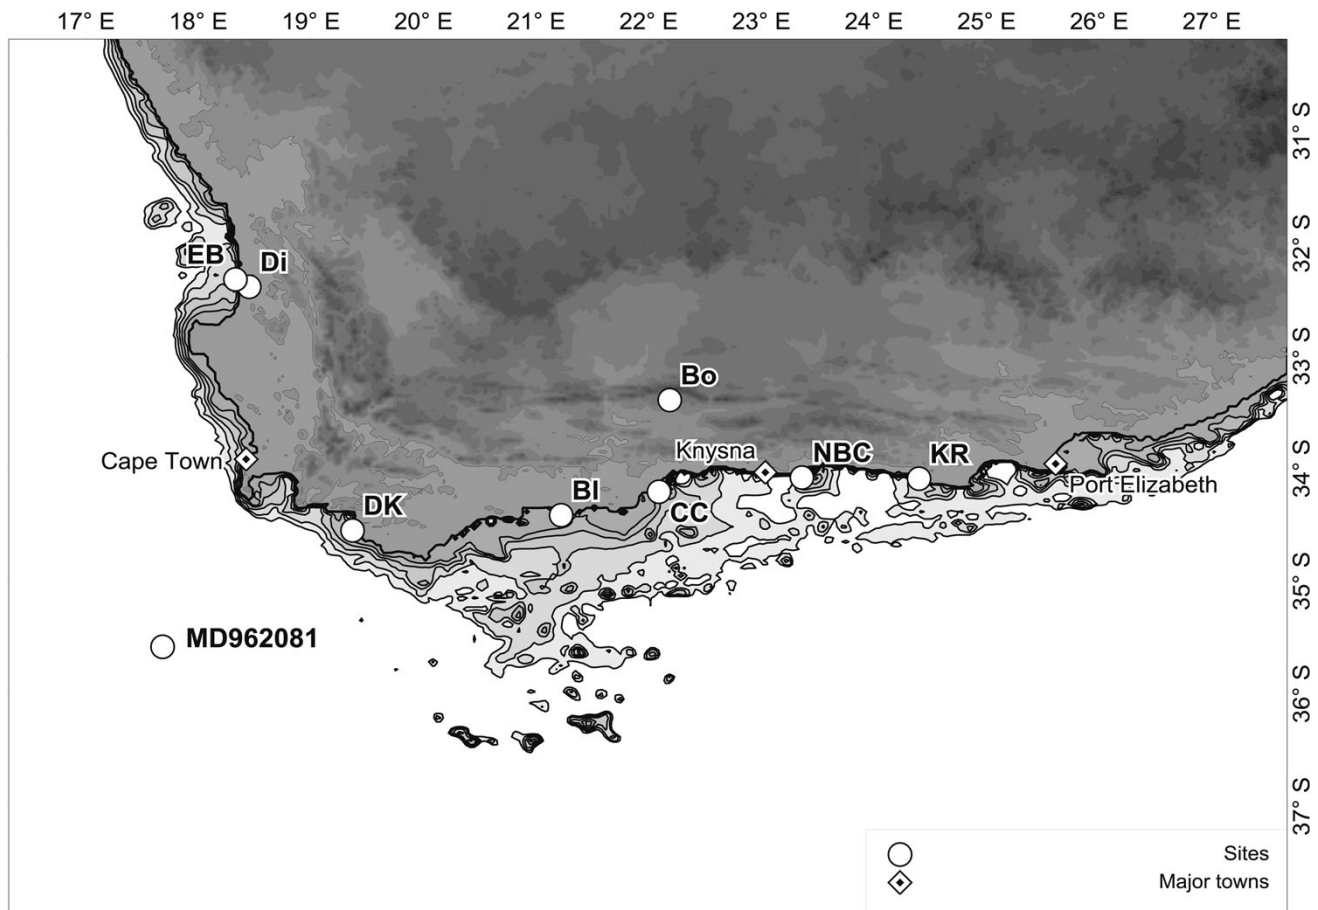 17° E 18° E 19° E 20° E 21° E 22° E 23° E 24° E 25° E 26° E 27° E
31° S
32° S
EB
Di
33° S
Bo
Cape Town
Knysna
NBC
KR
34° S
Port Elizabeth
DK
Bl
CC
35° S
MD962081
36° S
37° S
Sites
Major towns